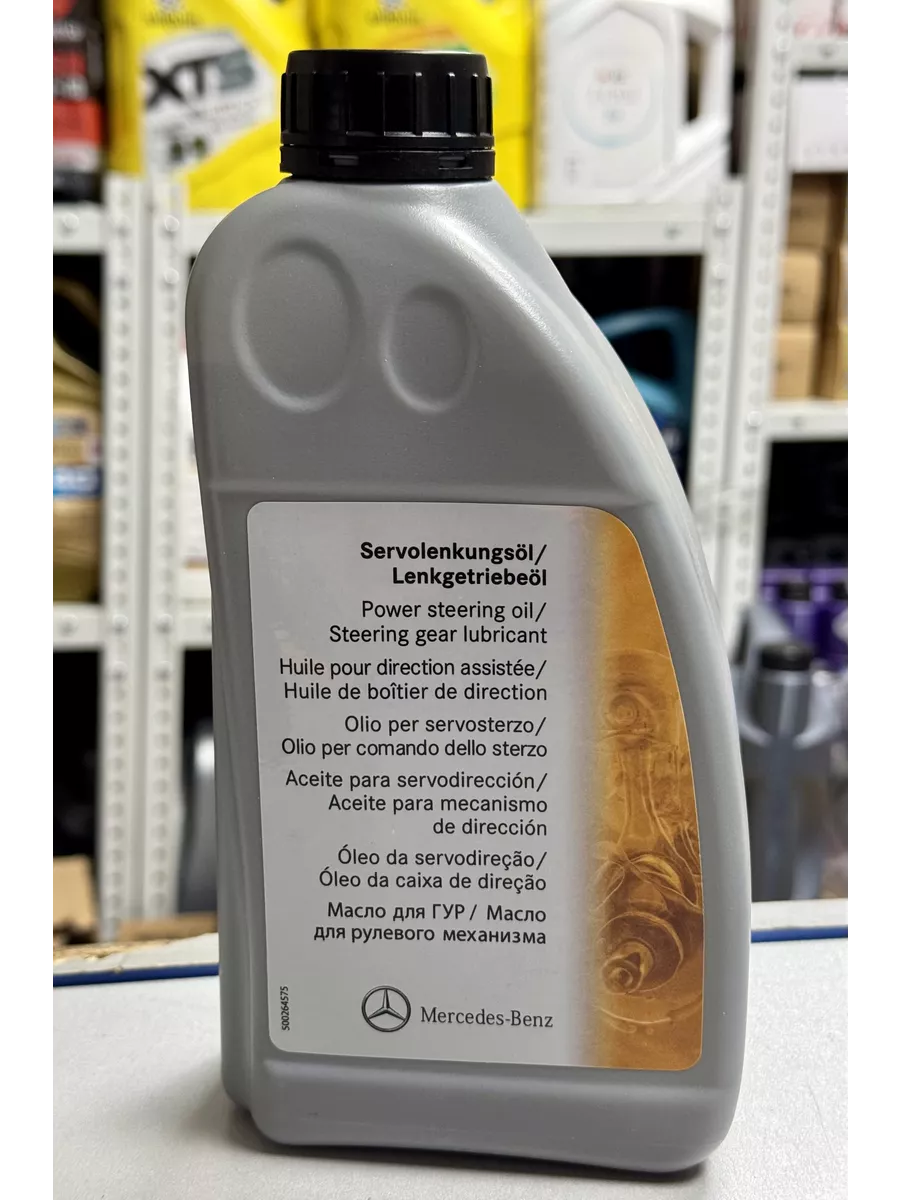 XTS
Servolenkungsöl/
Lenkgetriebeöl
Power steering oil/
Steering gear lubricant
Huile pour direction assistée/
Huile de boîtier de direction
Olio per servosterzo/
Olio per comando dello sterzo
Aceite para servodirección/
Aceite para mecanismo
de dirección
Óleo da servodireção/
Óleo da caixa de direção
Масло для ГУР / Масло
для рулевого механизма
S00264575
Mercedes-Benz